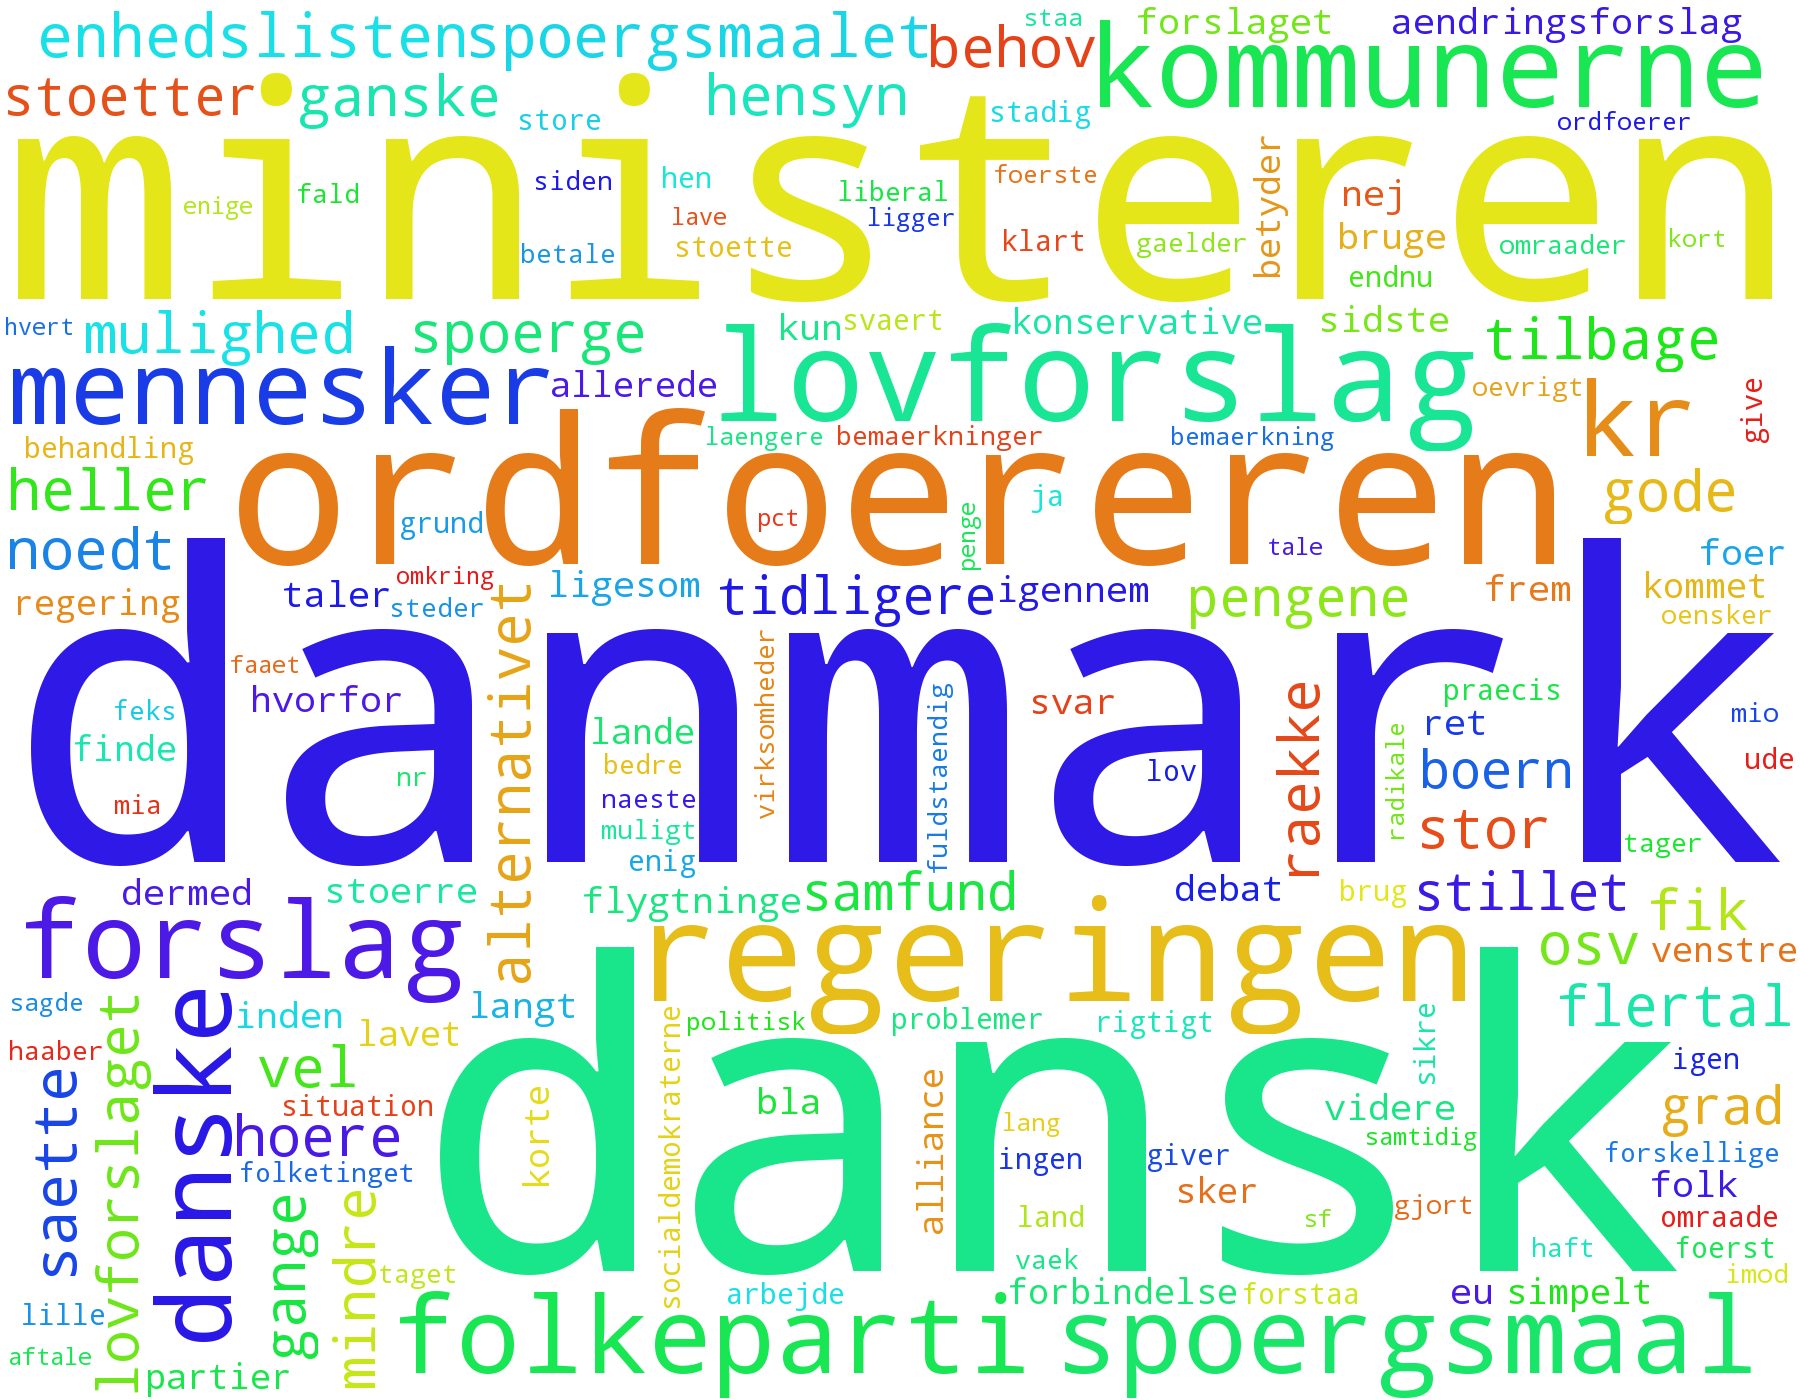 staa forslaget aendringsforslag
enhedslisten spoergsmaalet behov kommunerne
stoetter ganske hensyn
store stadig ordfoerer
ministeren
enige fald siden hen lave liberal ligger foerste betyder nej
betale stoette klart gaelder bruge omraader kort
endnu
hvert mulighed spoerge kun svaert konservative sidste tilbage
mennesker allerede lovforslag oevrigt kr give
behandling laengere bemaerkninger bemaerkning
heller ordfoereren gode
grund pct penge ja
noedt tale foer
omkring
regering taler steder ligesom tidligere igennem pengene frem kommet
oensker
danmark
faaet alternativet virksomheder
feks hvorfor lande fuldstaendig svar raekke praecis
finde bedre ret mio
nr naeste lov radikale boern ude
mia muligt stor
enig tager
dermed stoerre flygtninge samfund debat brug stillet fik
forslag regeringen osv venstre
sagde lovforslaget danske inden langt flertal
lavet socialdemokraterne politisk problemer rigtigt sikre
haaber vel igen
dansk
saette situation korte bla alliance lang videre grad
hoere ingen giver samtidig
folketinget forskellige
gange mindre sker folk
land sf gjort omraade
vaek haft foerst
taget imod
lille arbejde forbindelse forstaa eu simpelt
aftale partier folkeparti spoergsmaal